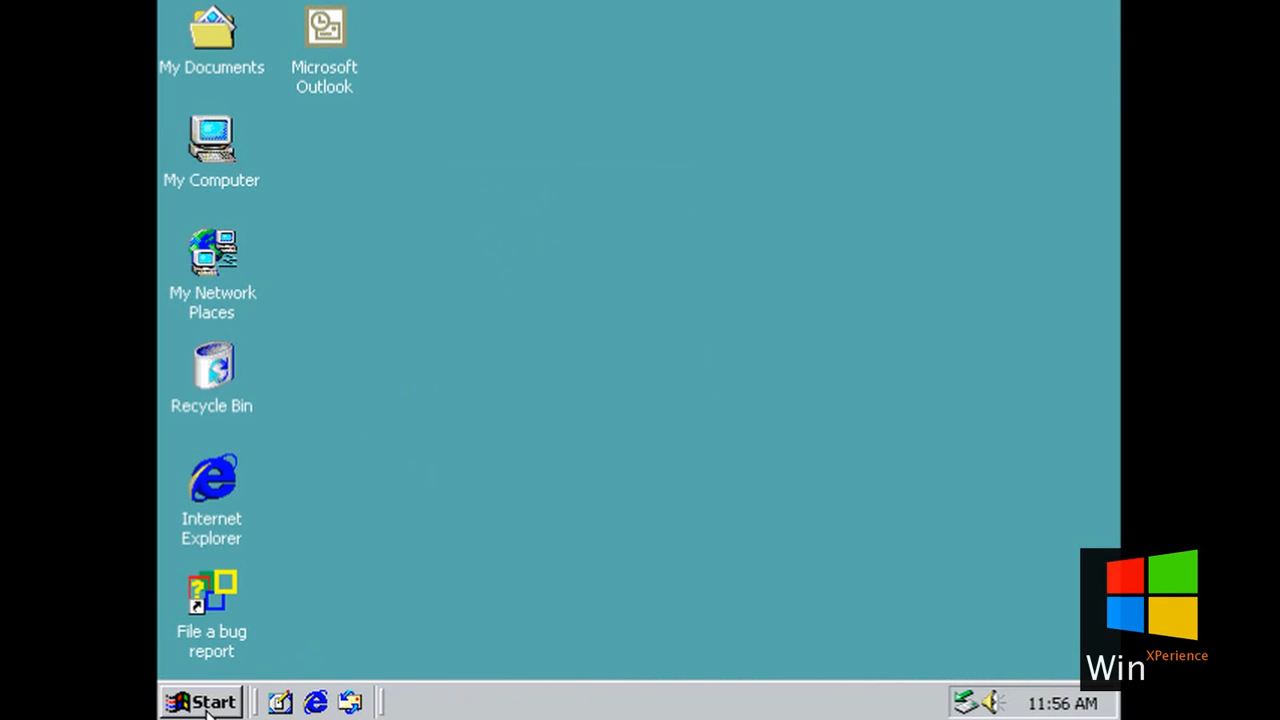 My Documents
Microsoft
Outlook
My Computer
My Network
Places
Recycle Bin
Internet
Explorer
File a bug
report
Start
11:56 AM
Win XPerience